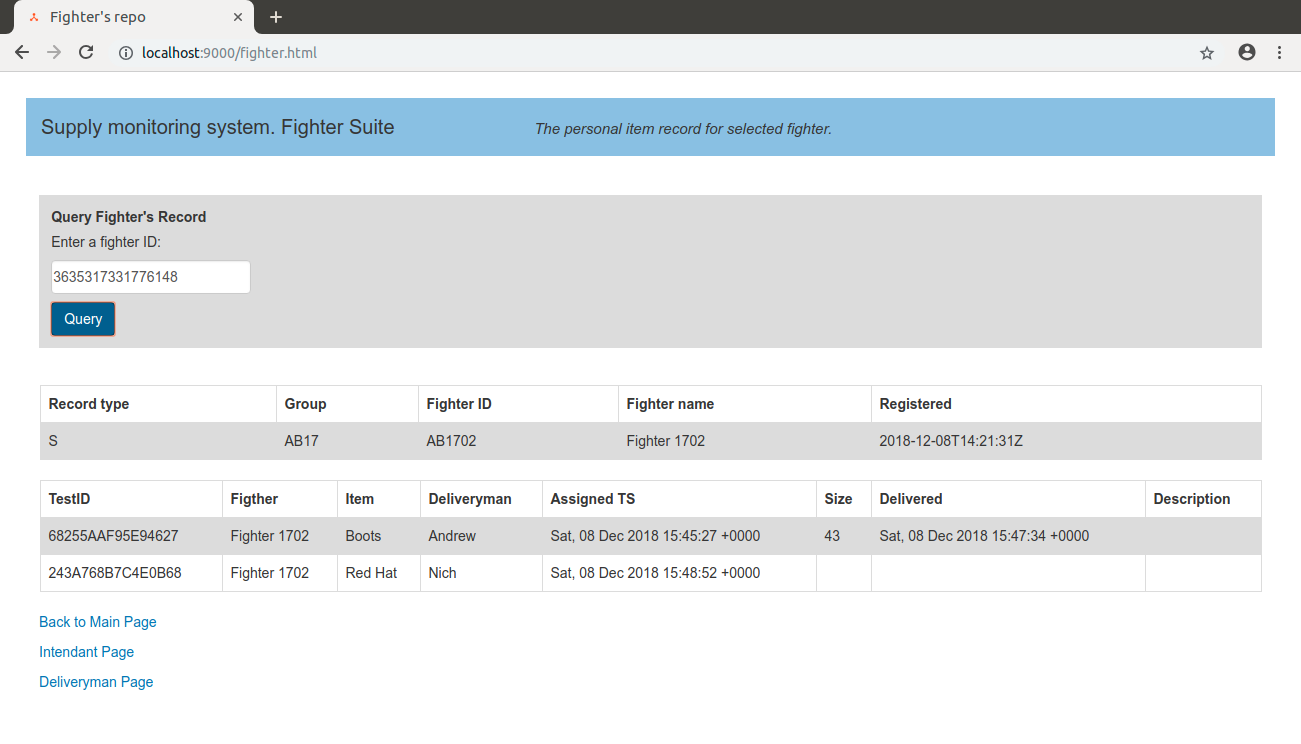 Fighter's repo
localhost:9000/fighter.html
Supply monitoring system. Fighter Suite The personal item record for selected fighter.
Query Fighter's Record
Enter a fighter ID:
3635317331776148
Query
Record type Group Fighter ID Fighter name Registered
S AB17 AB1702 Fighter 1702 2018-12-08T14:21:31Z
TestID Figther Item Deliveryman Assigned TS Size Delivered Description
68255AAF95E94627 Fighter 1702 Boots Andrew Sat, 08 Dec 2018 15:45:27 +0000 43 Sat, 08 Dec 2018 15:47:34 +0000
243A768B7C4E0B68 Fighter 1702 Red Hat Nich Sat, 08 Dec 2018 15:48:52 +0000
Back to Main Page
Intendant Page
Deliveryman Page